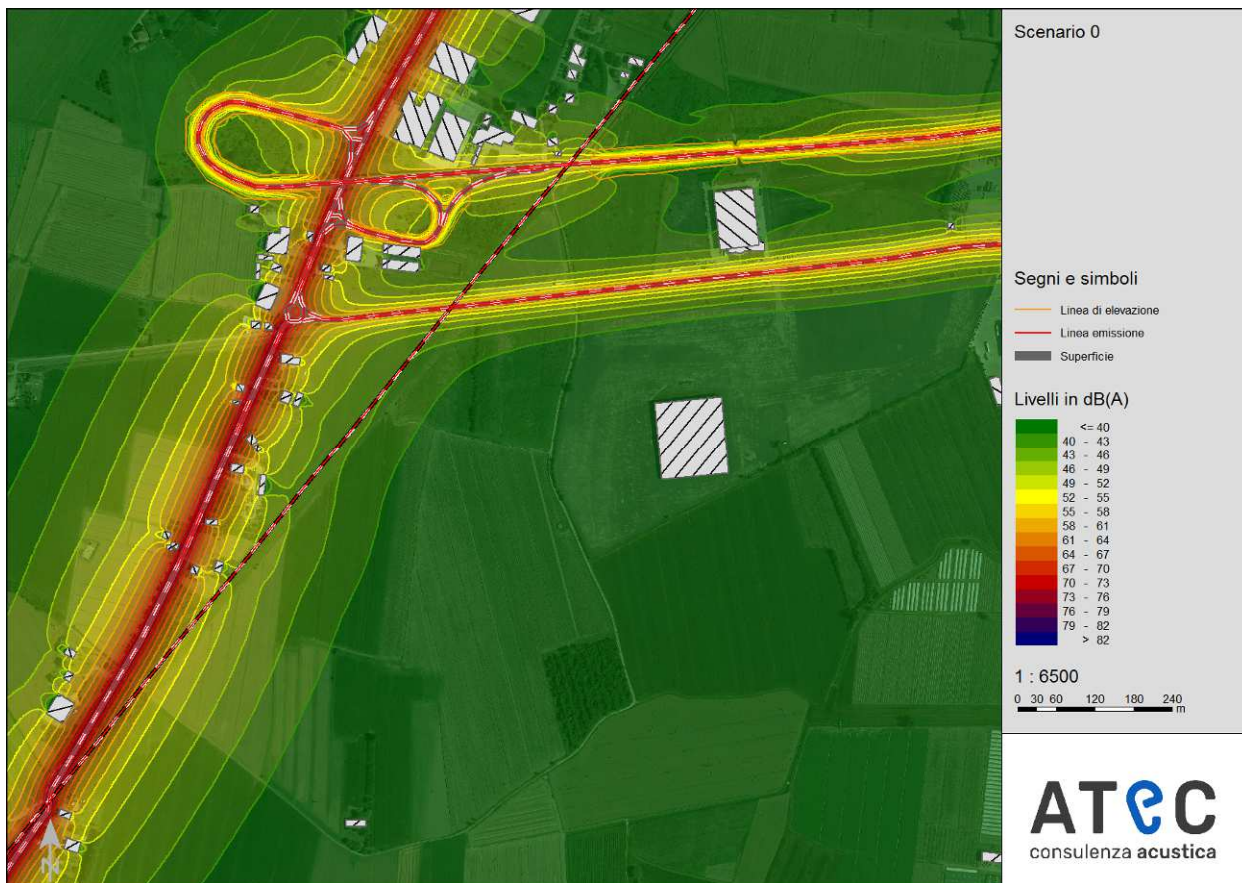 Scenario 0
Segni e simboli
Linea di elevazione
Linea emissione
Superficie
Livelli in dB(A)
<= 40
40 - 43
43 - 46
46 - 49
49 - 52
52 - 55
55 - 58
58 - 61
61 - 64
64 - 67
67 - 70
70 - 73
73 - 76
76 - 79
79 - 82
> 82
1 : 6500
0 30 60 120 180 240
m
ATeC
consulenza acustica
N